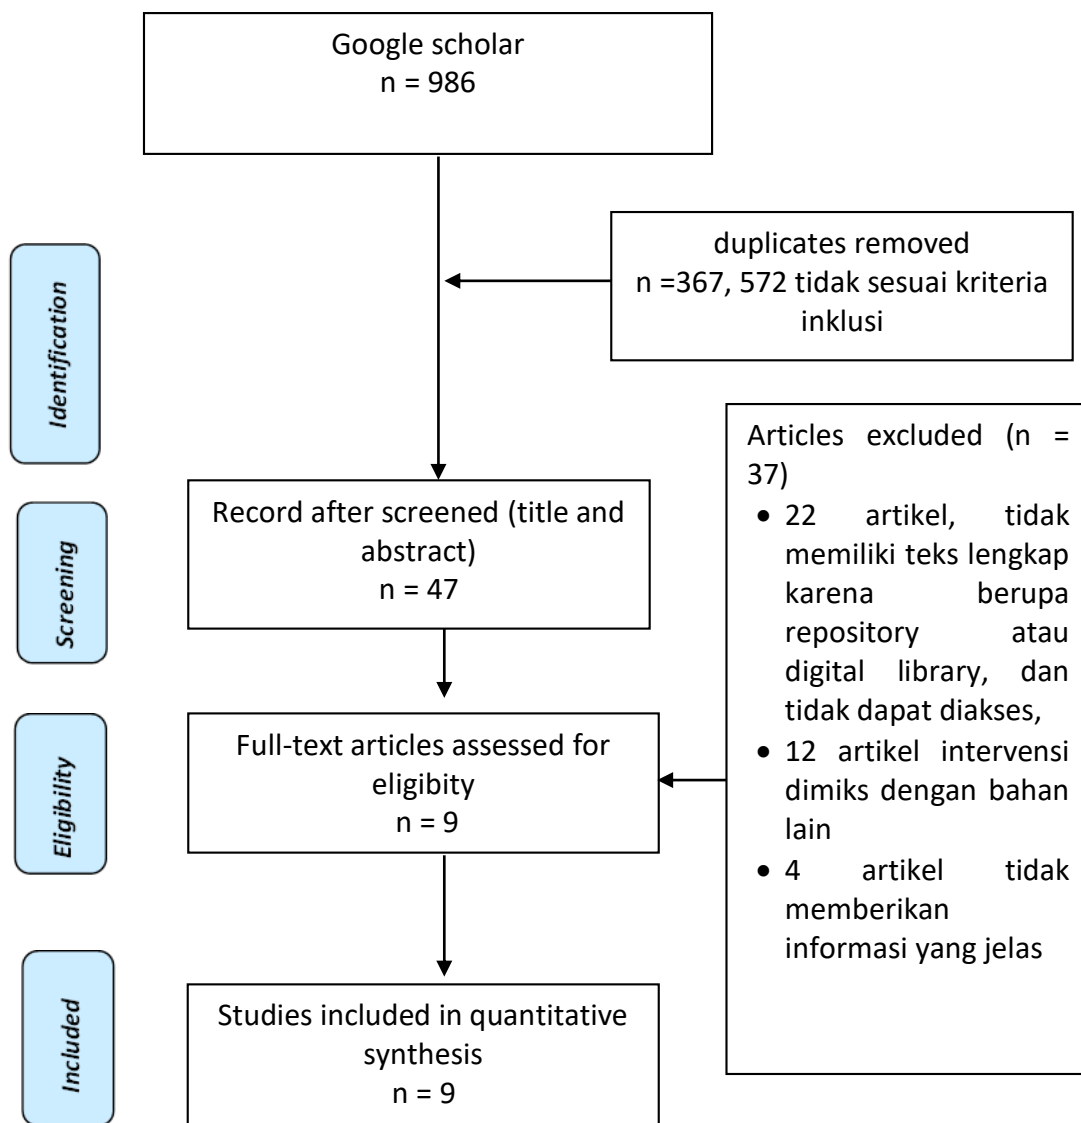 Google scholar
n = 986
duplicates removed
n =367, 572 tidak sesuai kriteria
inklusi
Identification
Articles excluded (n =
37)
• 22 artikel, tidak
memiliki teks lengkap
karena berupa
repository atau
digital library, dan
tidak dapat diakses,
• 12 artikel intervensi
dimiks dengan bahan
lain
• 4 artikel tidak
memberikan
informasi yang jelas
Screening
Record after screened (title and
abstract)
n = 47
Eligibility
Full-text articles assessed for
eligibity
n = 9
Included
Studies included in quantitative
synthesis
n = 9